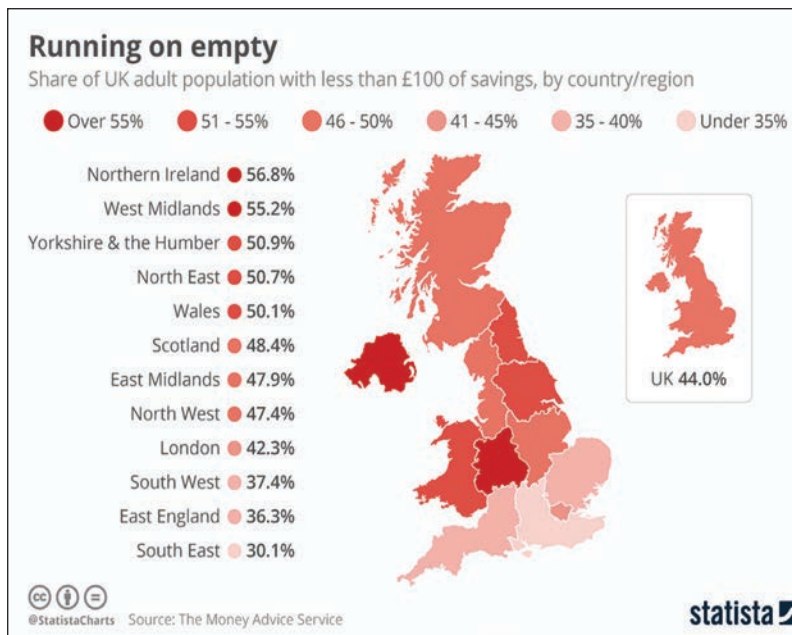 Running on empty
Share of UK adult population with less than £100 of savings, by country/region
Over 55% 51 - 55% 46 - 50% 41 - 45% 35 - 40% Under 35%
Northern Ireland 56.8%
West Midlands 55.2%
Yorkshire & the Humber 50.9%
North East 50.7%
Wales 50.1%
Scotland 48.4%
East Midlands 47.9%
North West 47.4%
London 42.3%
South West 37.4%
East England 36.3%
South East 30.1%
UK 44.0%
cc
@StatistaCharts Source: The Money Advice Service
statista